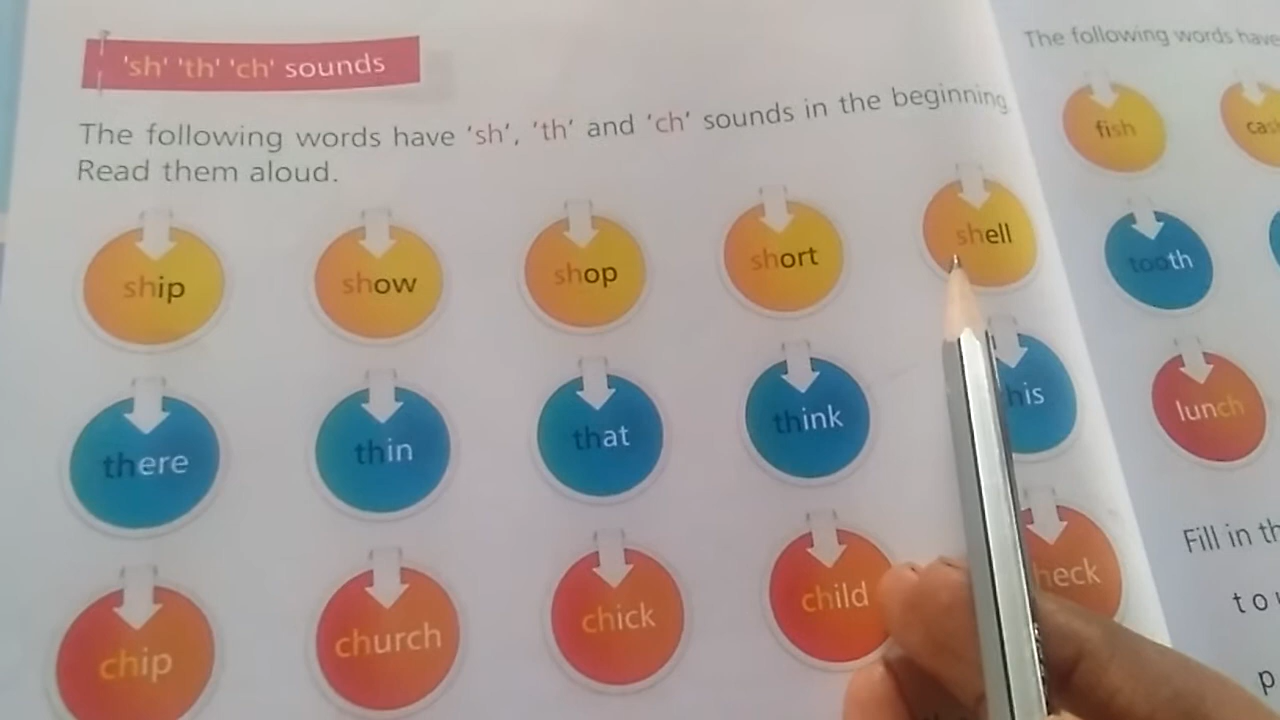 'sh' 'th' 'ch' sounds
The following words have 'sh', 'th' and 'ch' sounds in the beginning
Read them aloud.
ship show shop short shell
there thin that think his
chip church chick child heck
The following words have
fish
tooth
lunch
Fill in